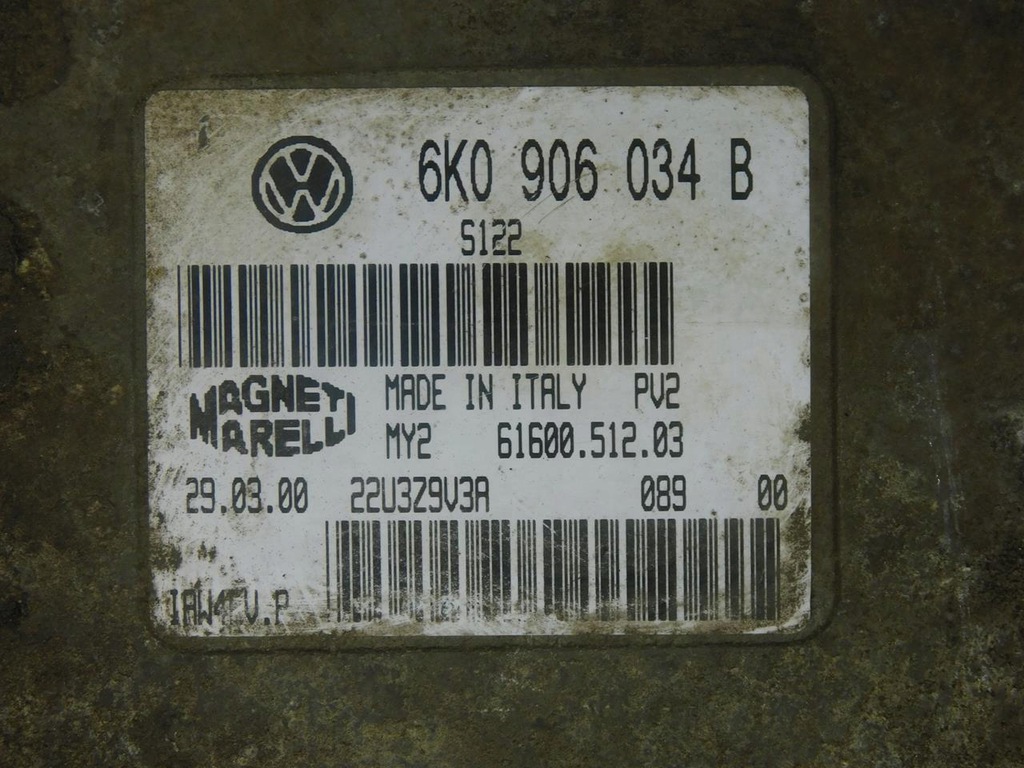 6K0 906 034 B
S122
MAGNETI MARELLI
MADE IN ITALY PV2
MY2 61600.512.03
29.03.00 22U3Z9V3A 089 00